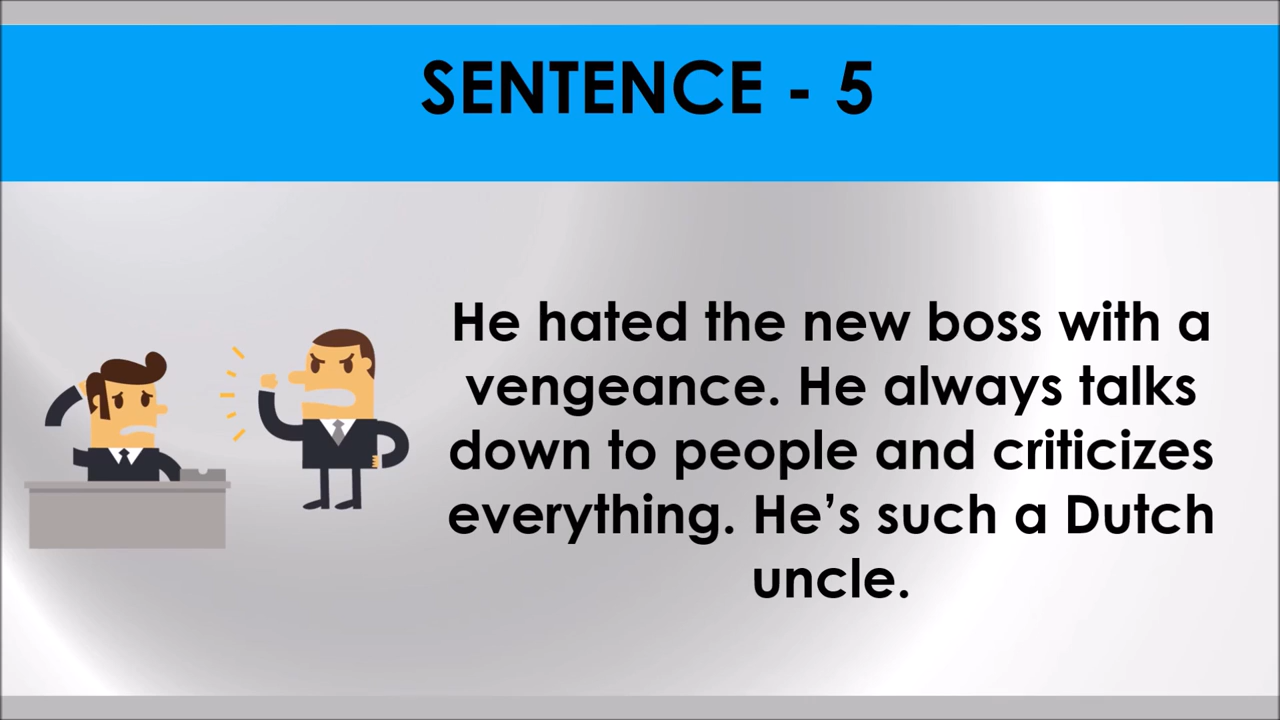 SENTENCE - 5
He hated the new boss with a
vengeance. He always talks
down to people and criticizes
everything. He’s such a Dutch
uncle.